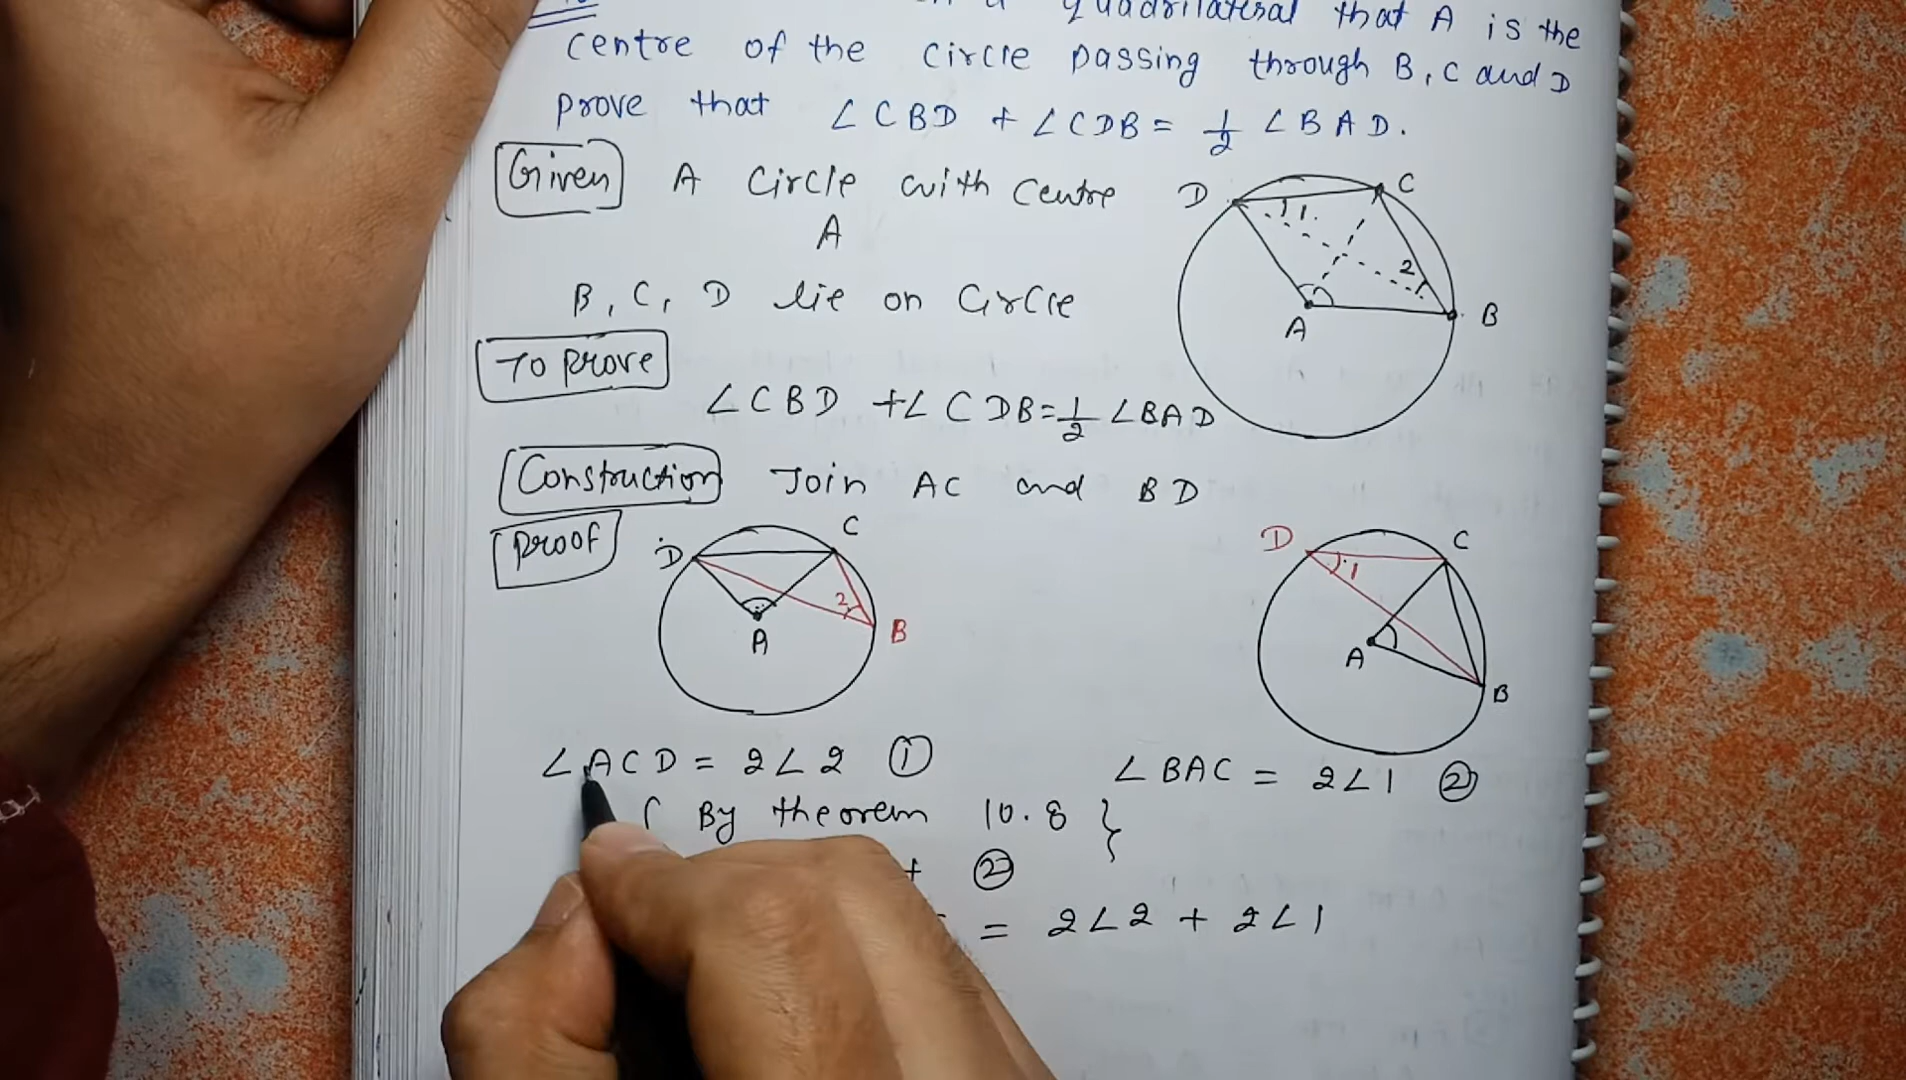 quadrilateral that A is the
centre of the circle passing through B, C and D
prove that ∠CBD + ∠CDB = 1/2 ∠BAD.
Given A Circle with Centre
A
B, C, D lie on Circle
D C 1. 2 A B
To prove
∠CBD + ∠CDB = 1/2 ∠BAD
Construction Join AC and BD
Proof
D C 2 A B
D C 1 A B
∠ACD = 2∠2 ①
∠BAC = 2∠1 ②
{ By theorem 10.8 }
+ ②
= 2∠2 + 2∠1